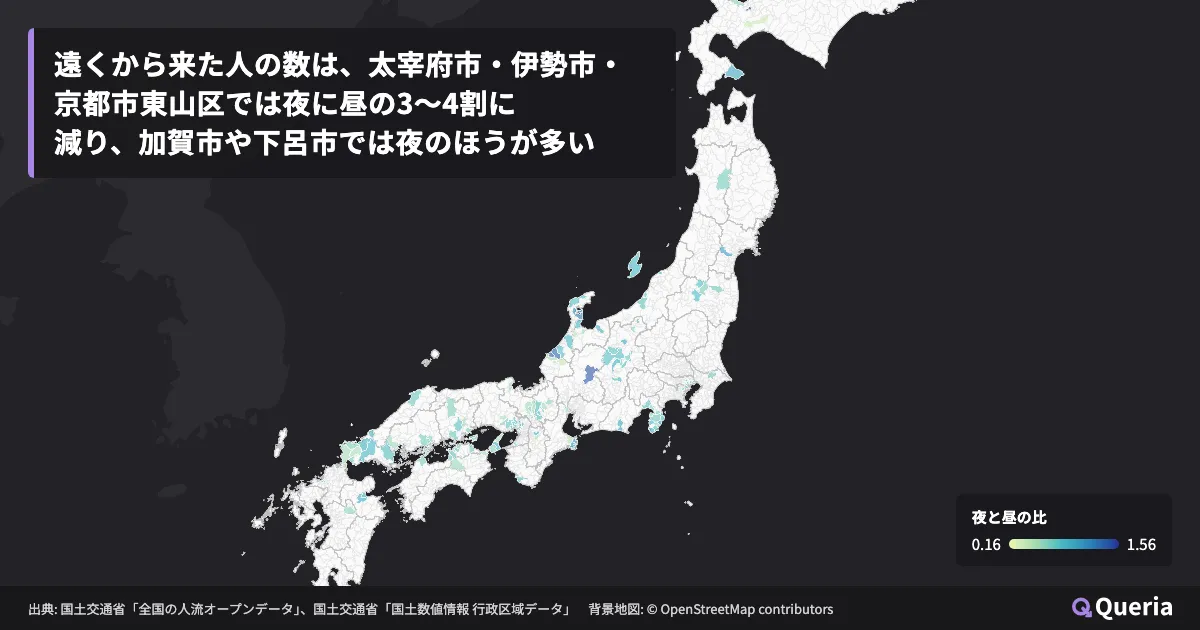 遠くから来た人の数は、太宰府市・伊勢市・
京都市東山区では夜に昼の3〜4割に
減り、加賀市や下呂市では夜のほうが多い
夜と昼の比
0.16 1.56
出典: 国土交通省「全国の人流オープンデータ」、国土交通省「国土数値情報 行政区域データ」 背景地図: © OpenStreetMap contributors
Queria